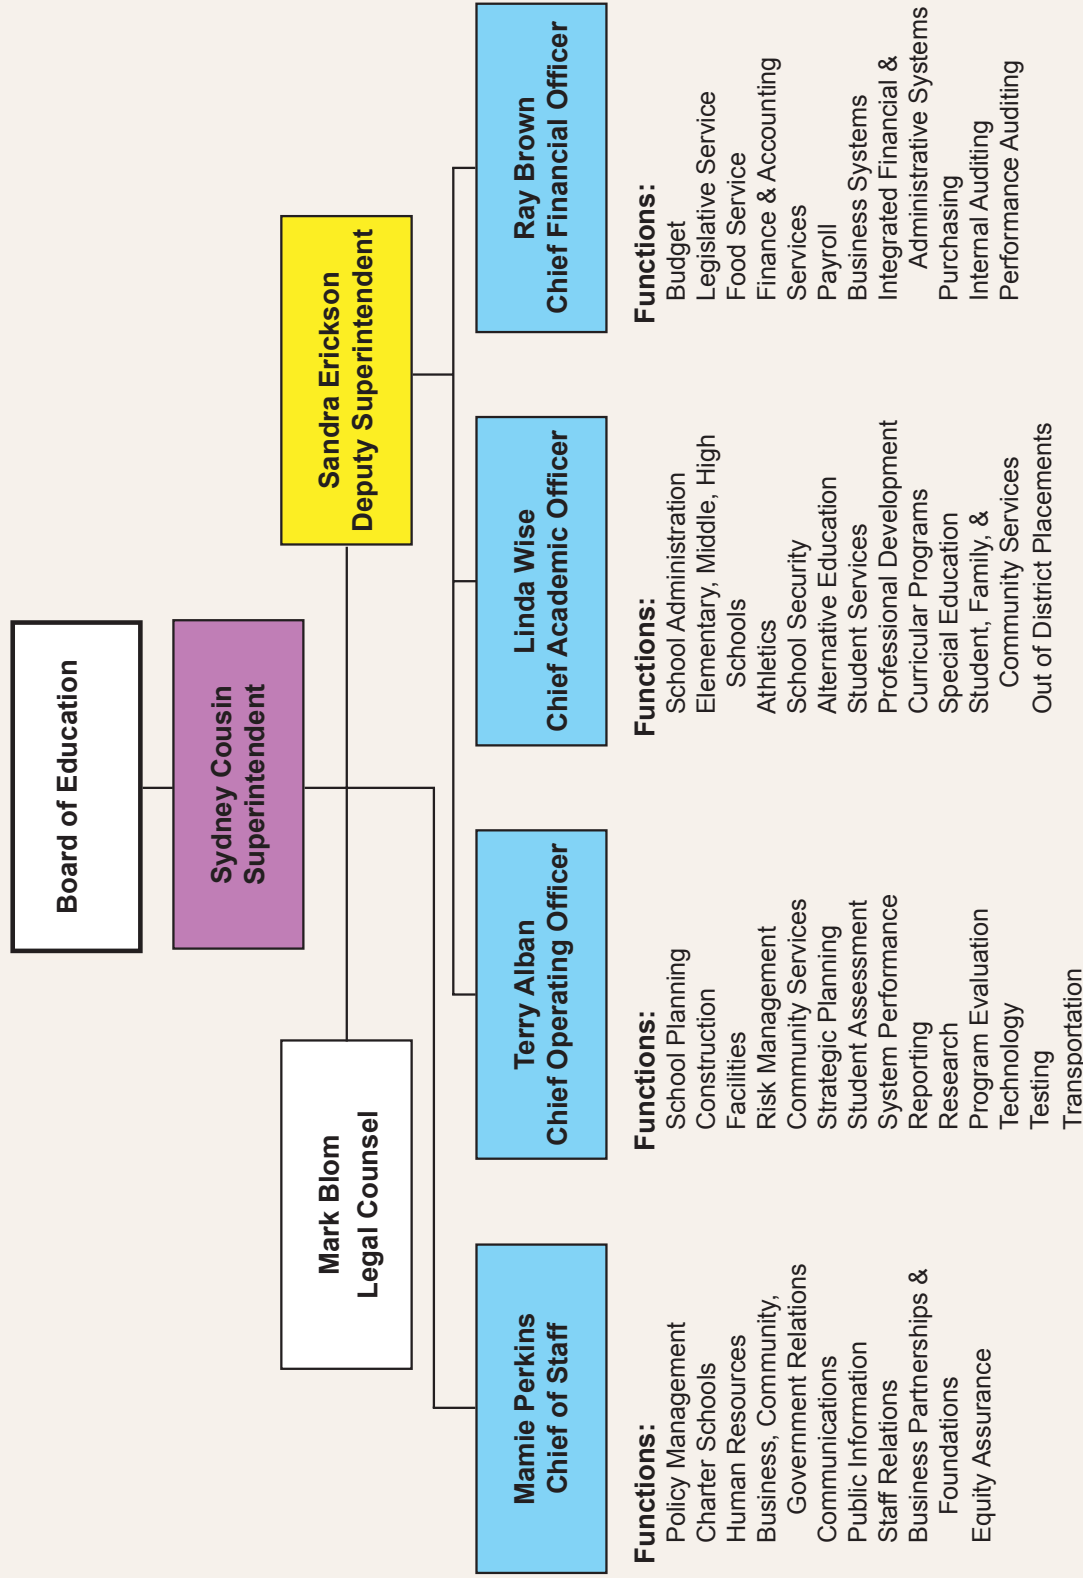 Board of Education
Sydney Cousin
Superintendent
Mark Blom
Legal Counsel
Sandra Erickson
Deputy Superintendent
Mamie Perkins
Chief of Staff
Functions:
Policy Management
Charter Schools
Human Resources
Business, Community,
Government Relations
Communications
Public Information
Staff Relations
Business Partnerships &
Foundations
Equity Assurance
Terry Alban
Chief Operating Officer
Functions:
School Planning
Construction
Facilities
Risk Management
Community Services
Strategic Planning
Student Assessment
System Performance
Reporting
Research
Program Evaluation
Technology
Testing
Transportation
Linda Wise
Chief Academic Officer
Functions:
School Administration
Elementary, Middle, High
Schools
Athletics
School Security
Alternative Education
Student Services
Professional Development
Curricular Programs
Special Education
Student, Family, &
Community Services
Out of District Placements
Ray Brown
Chief Financial Officer
Functions:
Budget
Legislative Service
Food Service
Finance & Accounting
Services
Payroll
Business Systems
Integrated Financial &
Administrative Systems
Purchasing
Internal Auditing
Performance Auditing